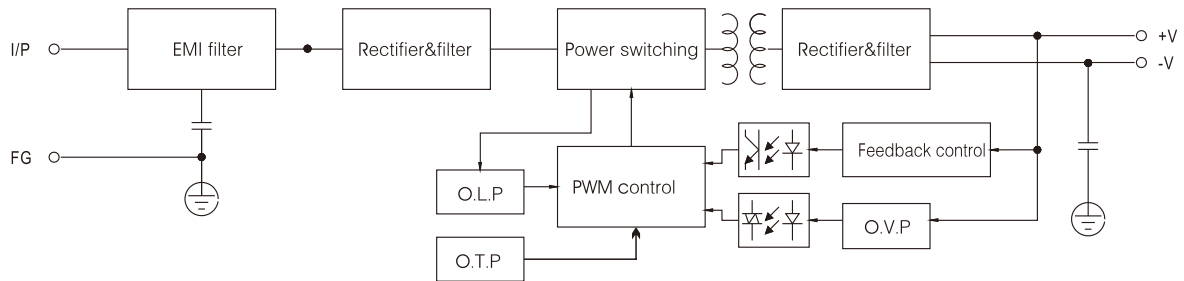 I/P
EMI filter
Rectifier&filter
Power switching
Rectifier&filter
+V
-V
FG
Feedback control
PWM control
O.L.P
O.V.P
O.T.P